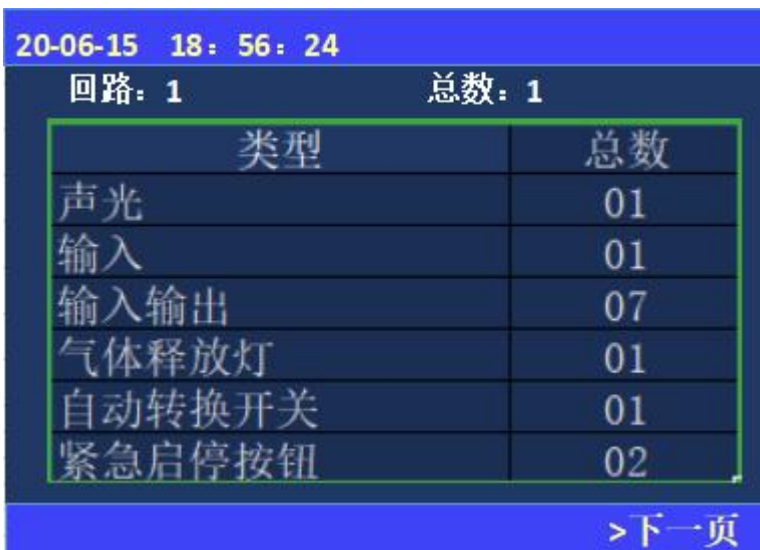 20-06-15 18：56：24
回路：1 总数：1
类型 总数
声光 01
输入 01
输入输出 07
气体释放灯 01
自动转换开关 01
紧急启停按钮 02
>下一页